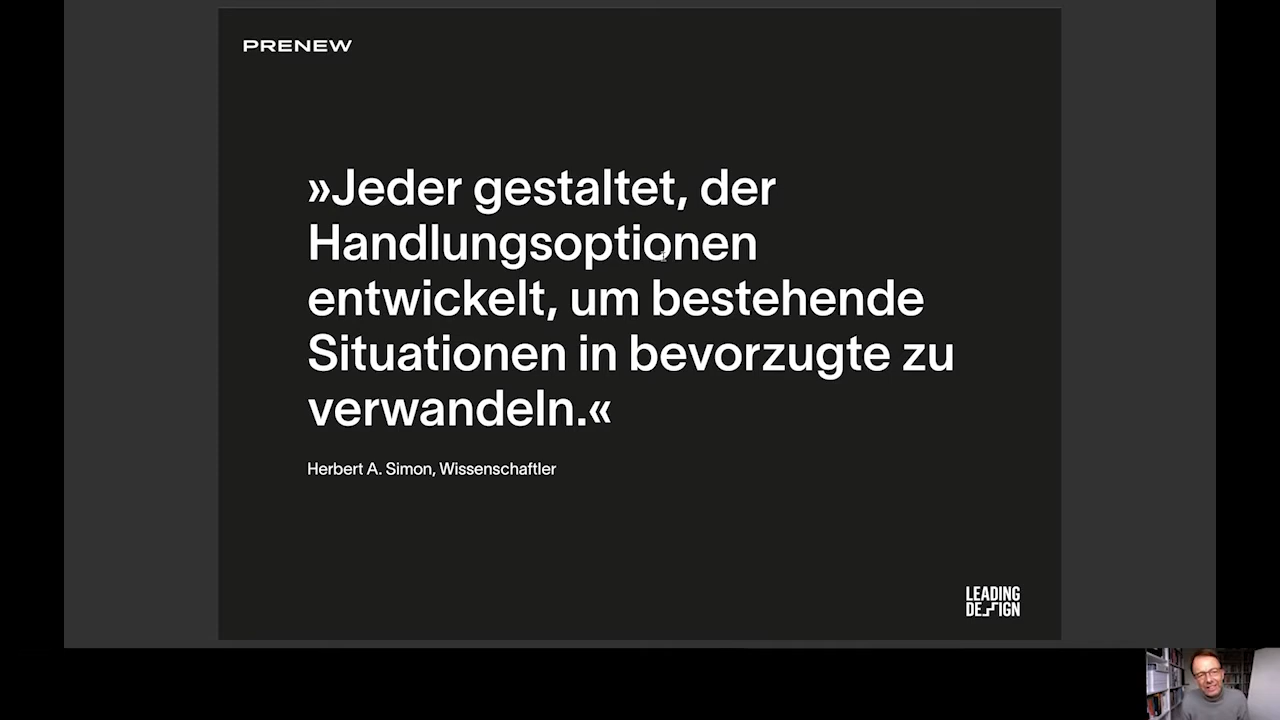 PRENEW
»Jeder gestaltet, der
Handlungsoptionen
entwickelt, um bestehende
Situationen in bevorzugte zu
verwandeln.«
Herbert A. Simon, Wissenschaftler
LEADING
DESIGN